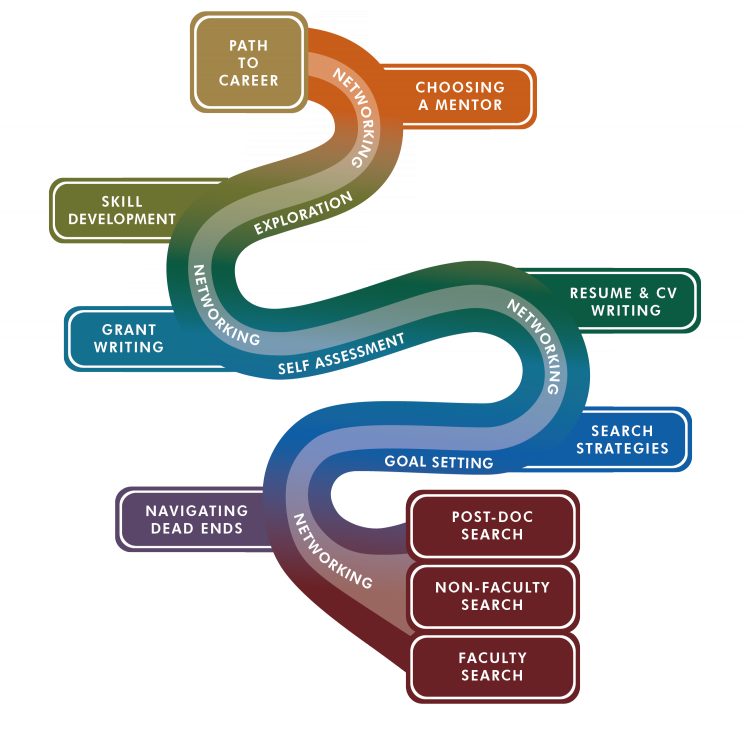 PATH
TO
CAREER
NETWORKING
CHOOSING
A MENTOR
EXPLORATION
SKILL
DEVELOPMENT
NETWORKING
GRANT
WRITING
SELF ASSESSMENT
RESUME & CV
WRITING
NETWORKING
SEARCH
STRATEGIES
GOAL SETTING
NAVIGATING
DEAD ENDS
NETWORKING
POST-DOC
SEARCH
NON-FACULTY
SEARCH
FACULTY
SEARCH